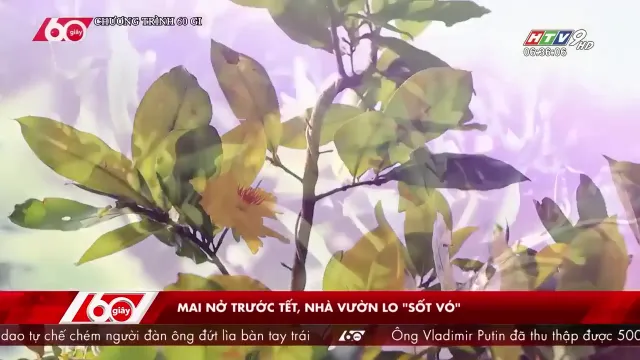 60 giây
CHƯƠNG TRÌNH 60 GI
HTV9 HD
06:36:06
60 giây
MAI NỞ TRƯỚC TẾT, NHÀ VƯỜN LO "SỐT VÓ"
dao tự chế chém người đàn ông đứt lìa bàn tay trái 60 Ông Vladimir Putin đã thu thập được 500